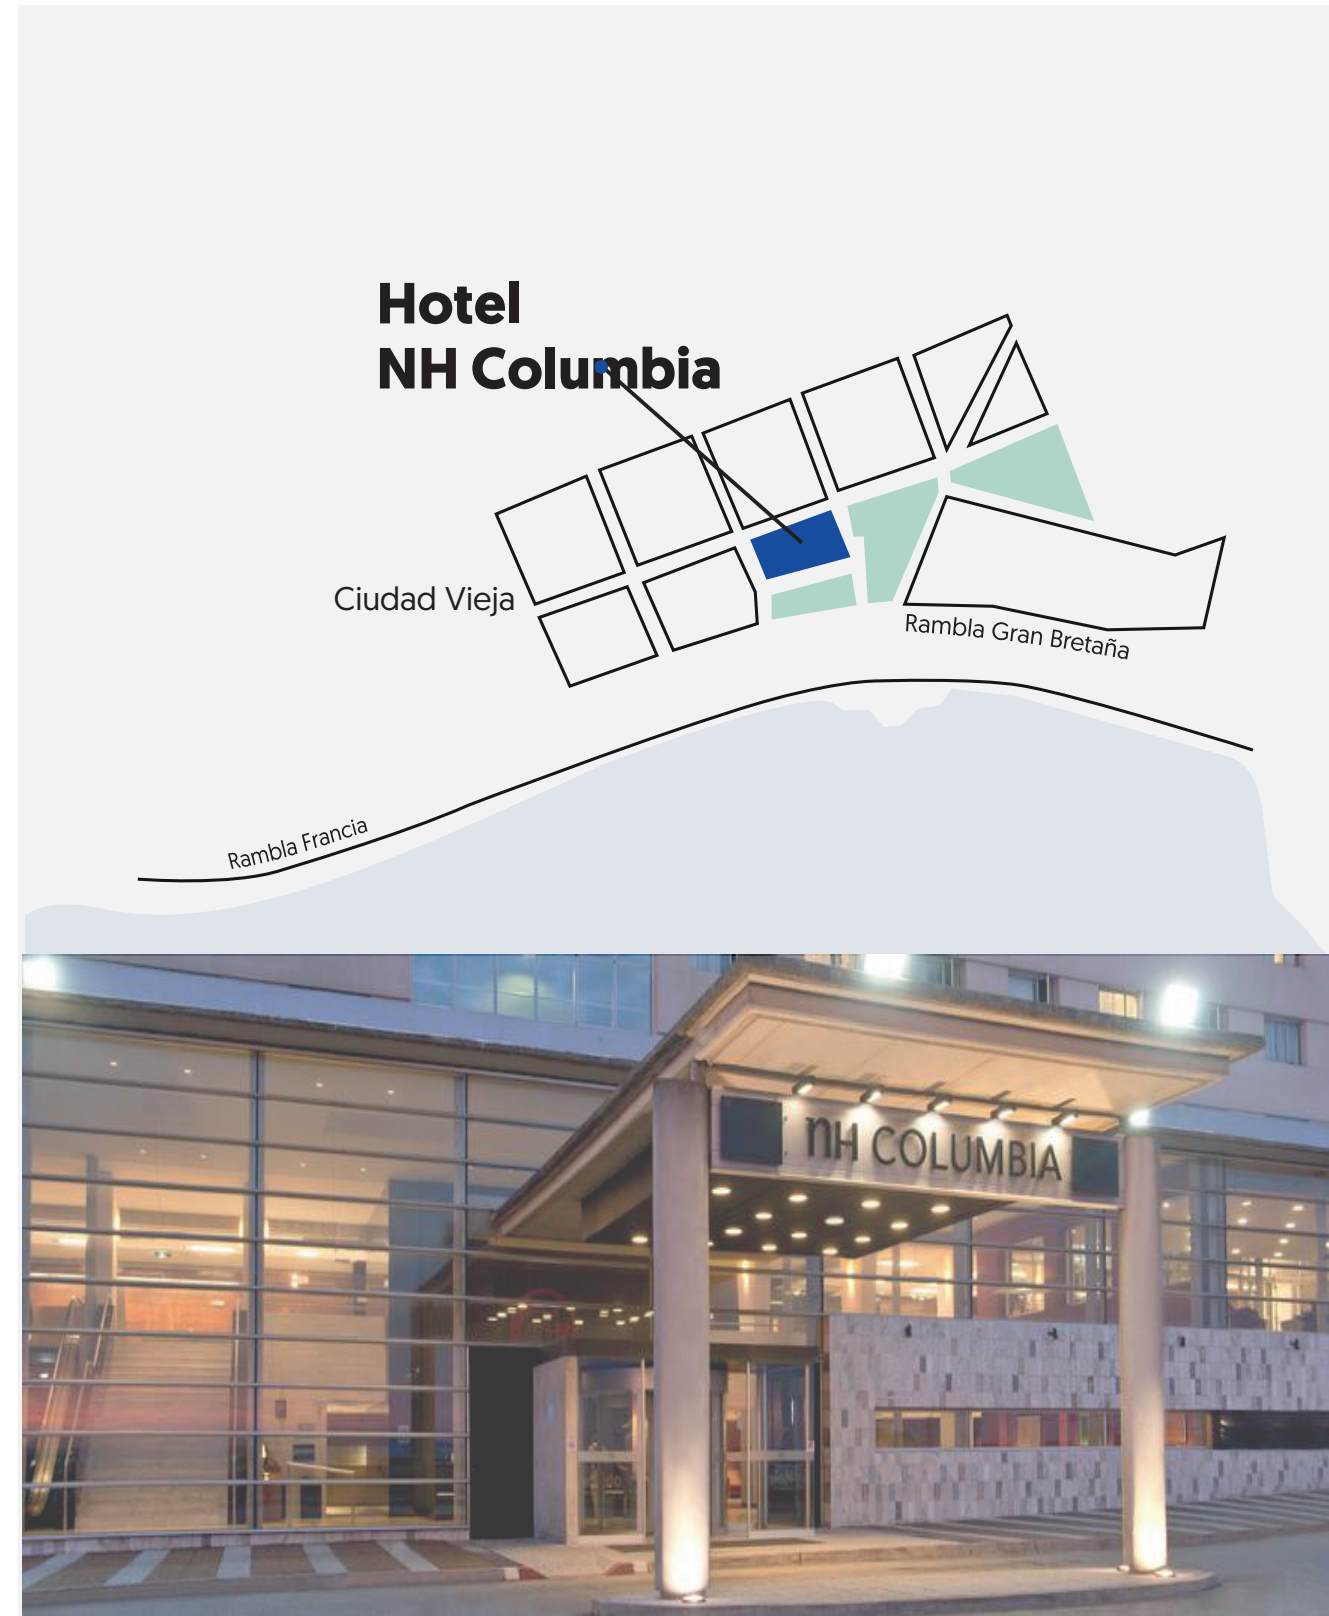 Hotel
NH Columbia
Ciudad Vieja
Rambla Gran Bretaña
Rambla Francia
nH COLUMBIA